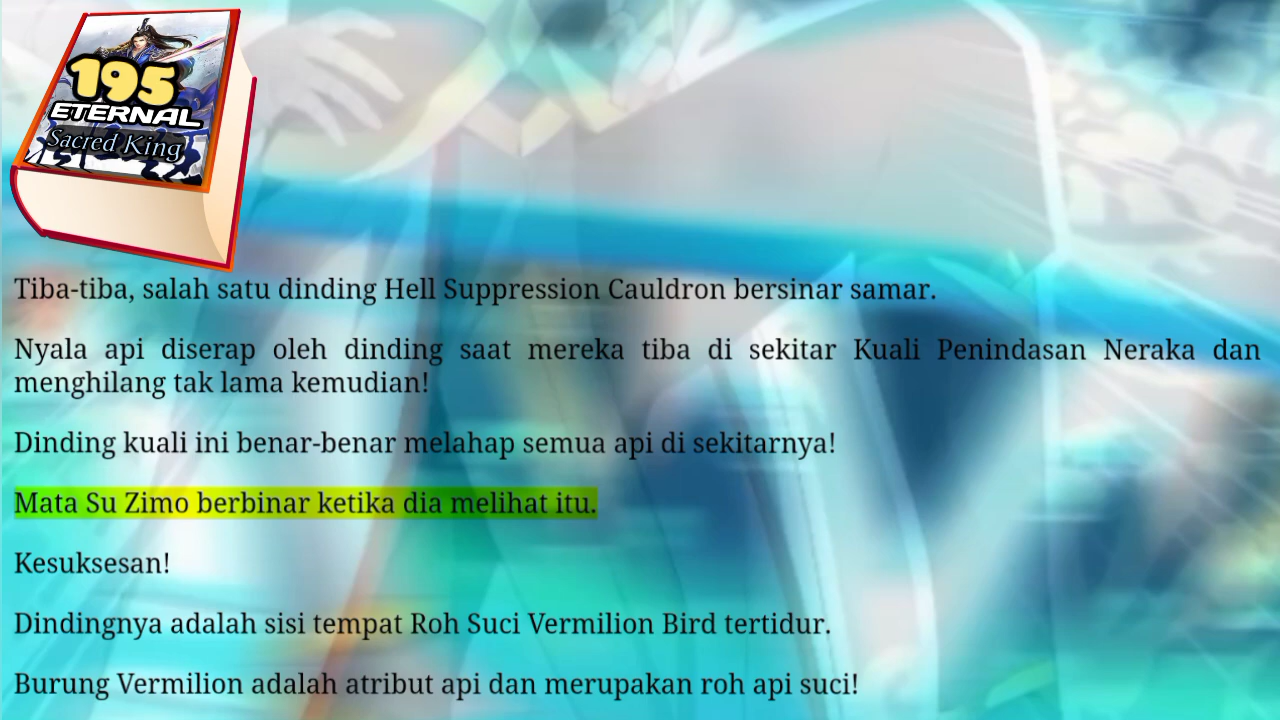 195
ETERNAL
Sacred King
Tiba-tiba, salah satu dinding Hell Suppression Cauldron bersinar samar.
Nyala api diserap oleh dinding saat mereka tiba di sekitar Kuali Penindasan Neraka dan
menghilang tak lama kemudian!
Dinding kuali ini benar-benar melahap semua api di sekitarnya!
Mata Su Zimo berbinar ketika dia melihat itu.
Kesuksesan!
Dindingnya adalah sisi tempat Roh Suci Vermilion Bird tertidur.
Burung Vermilion adalah atribut api dan merupakan roh api suci!